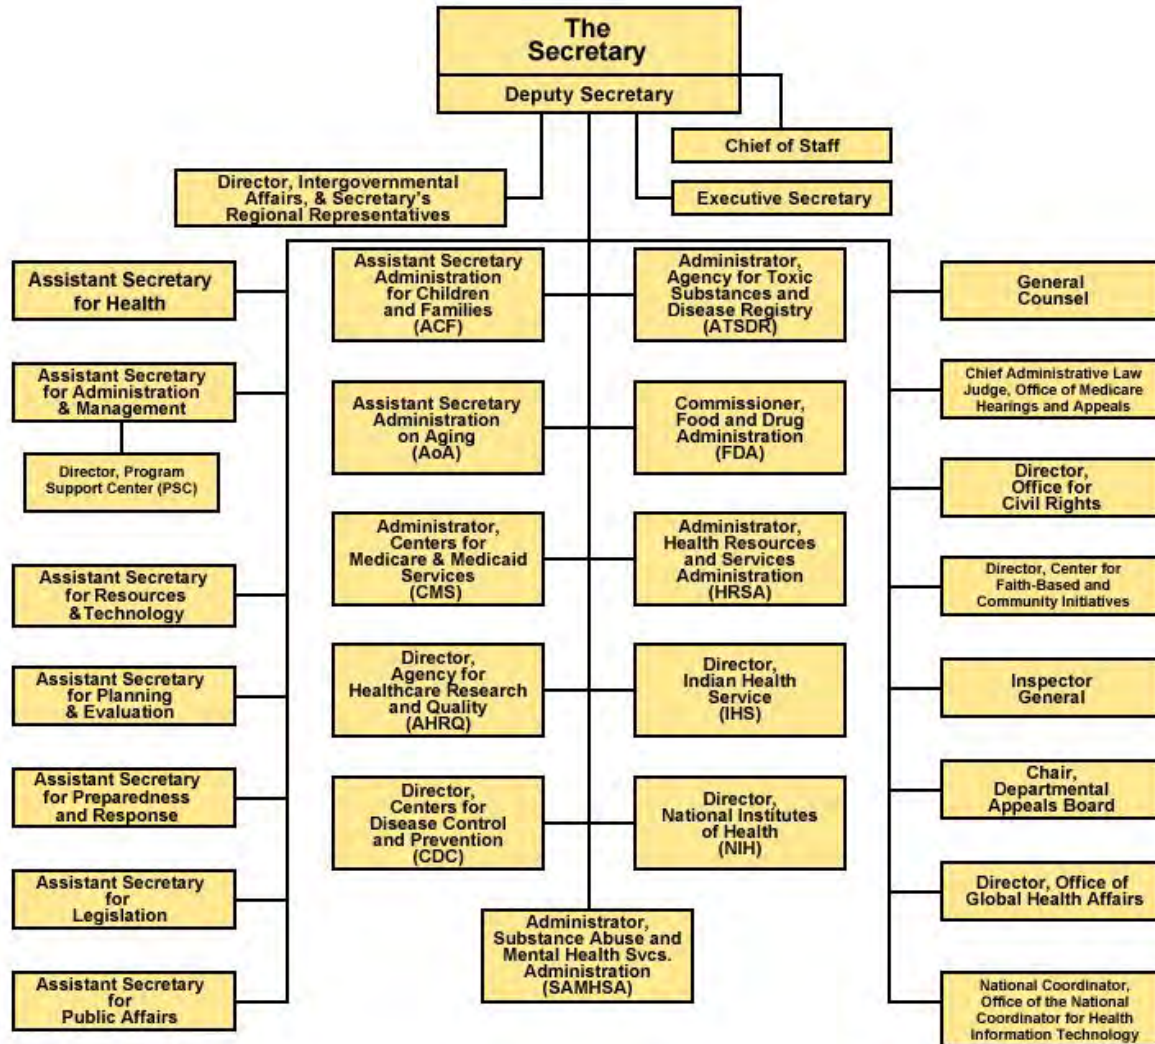 The
Secretary
Deputy Secretary
Chief of Staff
Director, Intergovernmental
Affairs, & Secretary's
Regional Representatives
Executive Secretary
Assistant Secretary
for Health
Assistant Secretary
for Administration
& Management
Director, Program
Support Center (PSC)
Assistant Secretary
for Resources
& Technology
Assistant Secretary
for Planning
& Evaluation
Assistant Secretary
for Preparedness
and Response
Assistant Secretary
for
Legislation
Assistant Secretary
for
Public Affairs
Assistant Secretary
Administration
for Children
and Families
(ACF)
Assistant Secretary
Administration
on Aging
(AoA)
Administrator,
Centers for
Medicare & Medicaid
Services
(CMS)
Director,
Agency for
Healthcare Research
and Quality
(AHRQ)
Director,
Centers for
Disease Control
and Prevention
(CDC)
Administrator,
Agency for Toxic
Substances and
Disease Registry
(ATSDR)
Commissioner,
Food and Drug
Administration
(FDA)
Administrator,
Health Resources
and Services
Administration
(HRSA)
Director,
Indian Health
Service
(IHS)
Director,
National Institutes
of Health
(NIH)
Administrator,
Substance Abuse and
Mental Health Svcs.
Administration
(SAMHSA)
General
Counsel
Chief Administrative Law
Judge, Office of Medicare
Hearings and Appeals
Director,
Office for
Civil Rights
Director, Center for
Faith-Based and
Community Initiatives
Inspector
General
Chair,
Departmental
Appeals Board
Director, Office of
Global Health Affairs
National Coordinator,
Office of the National
Coordinator for Health
Information Technology